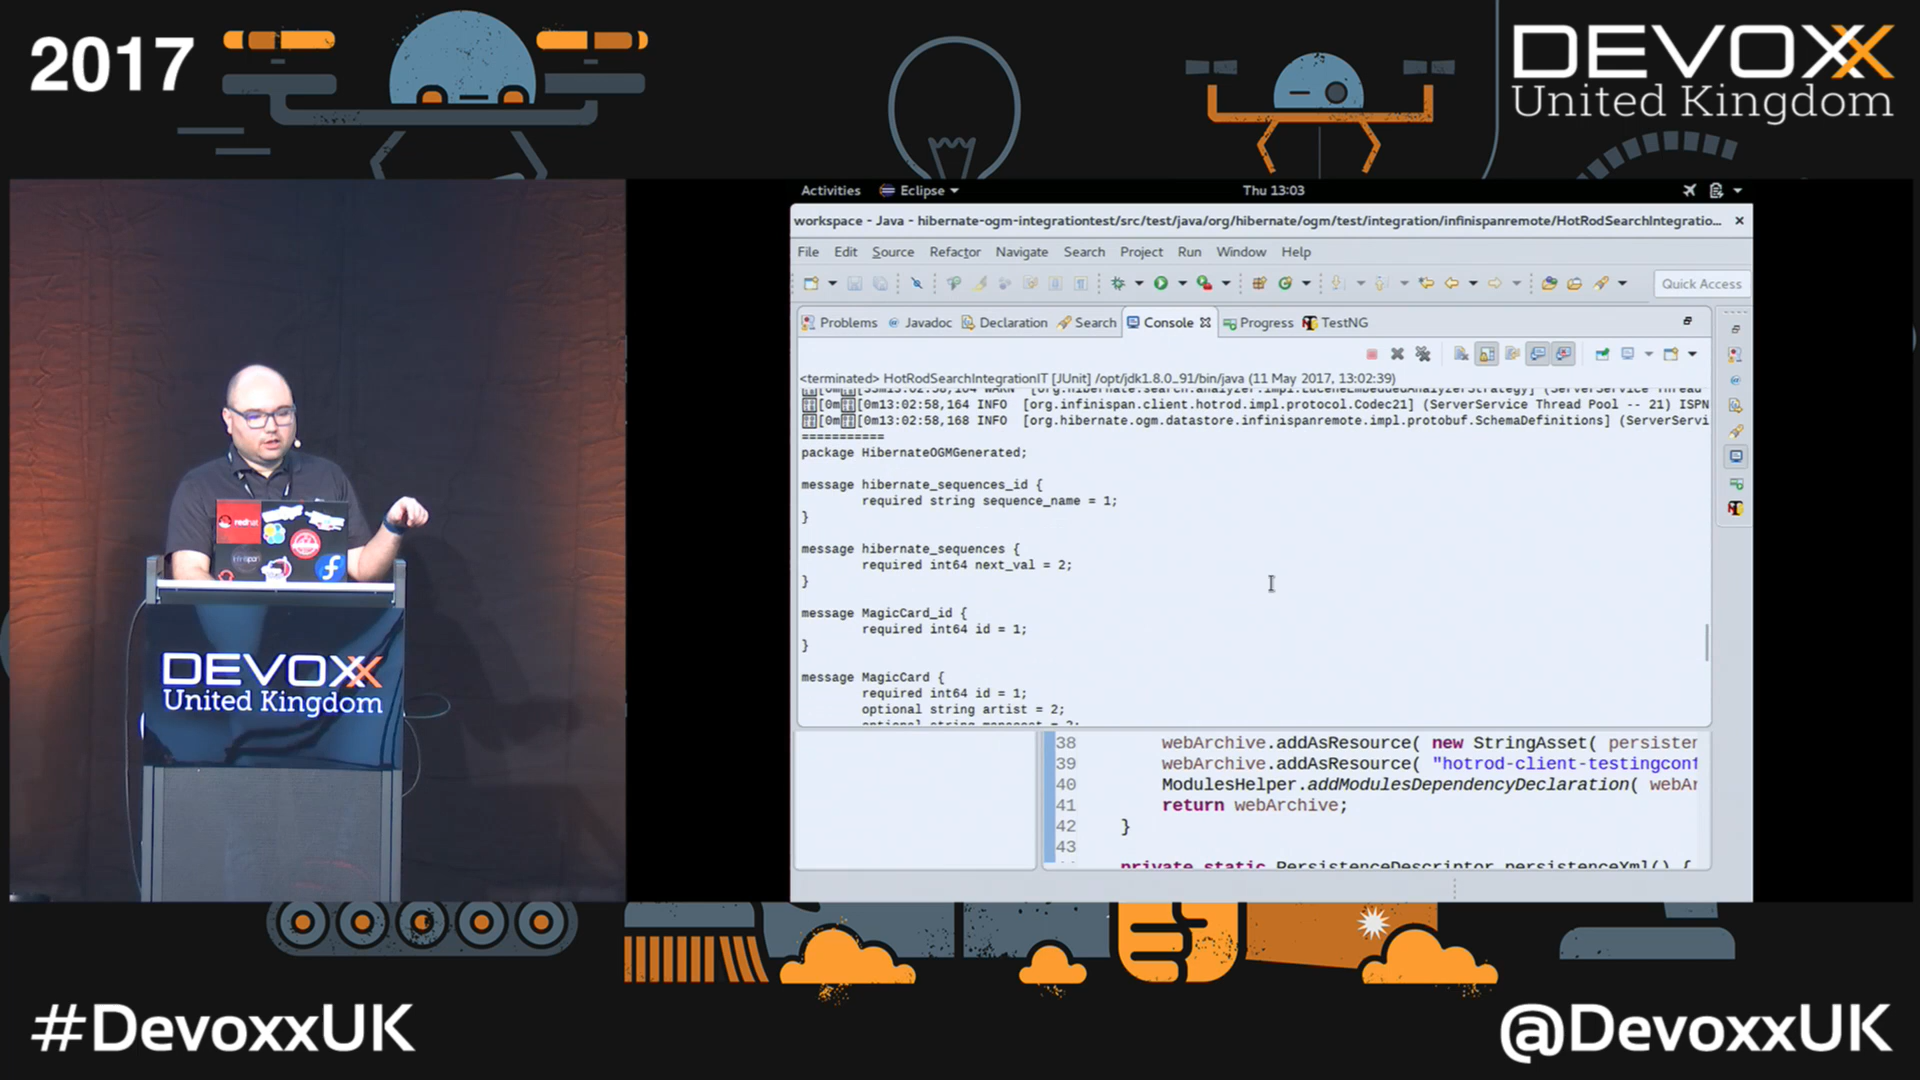 2017
DEVOXX
United Kingdom
Activities Eclipse Thu 13:03
workspace - Java - hibernate-ogm-integrationtest/src/test/java/org/hibernate/ogm/test/integration/infinispanremote/HotRodSearchIntegratio...
File Edit Source Refactor Navigate Search Project Run Window Help
Quick Access
Problems Javadoc Declaration Search Console Progress TestNG
<terminated> HotRodSearchIntegrationIT [JUnit] /opt/jdk1.8.0_91/bin/java (11 May 2017, 13:02:39)
[0m [0m13:02:58,164 INFO [org.infinispan.client.hotrod.impl.protocol.Codec21] (ServerService Thread Pool -- 21) ISPN
[0m [0m13:02:58,168 INFO [org.hibernate.ogm.datastore.infinispanremote.impl.protobuf.SchemaDefinitions] (ServerServi
===========
package HibernateOGMGenerated;
message hibernate_sequences_id {
required string sequence_name = 1;
}
message hibernate_sequences {
required int64 next_val = 2;
}
message MagicCard_id {
required int64 id = 1;
}
message MagicCard {
required int64 id = 1;
optional string artist = 2;
38 webArchive.addAsResource( new StringAsset( persister
39 webArchive.addAsResource( "hotrod-client-testingconf
40 ModulesHelper.addModulesDependencyDeclaration( webAr
41 return webArchive;
42 }
43
private static PersistenceDescriptor persistenceYml() {
redhat
DEVOXX
United Kingdom
#DevoxxUK
@DevoxxUK